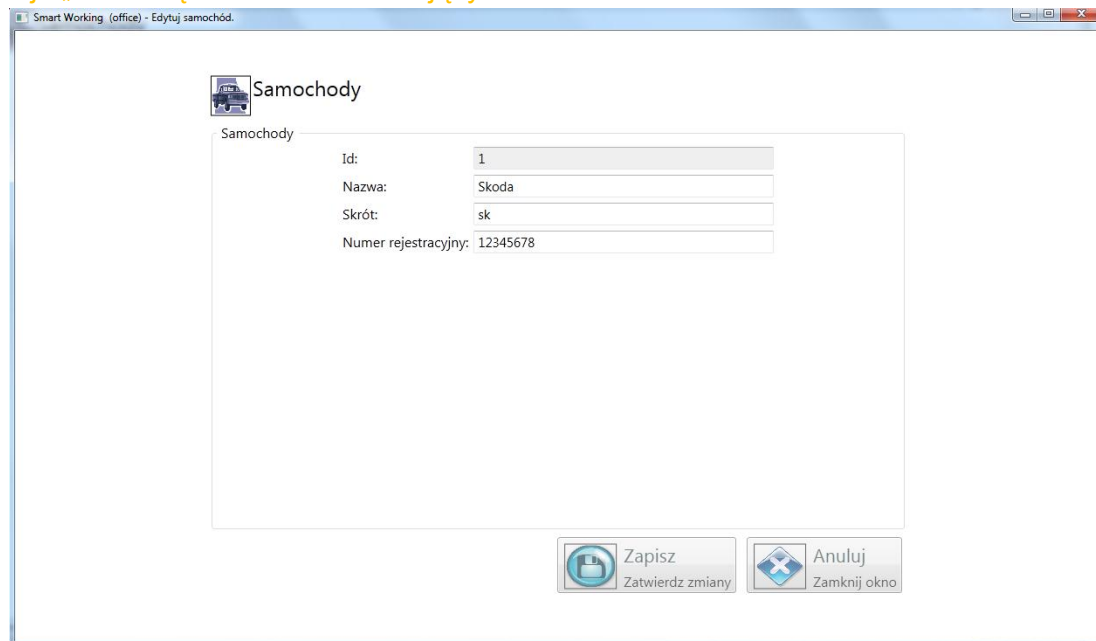 Smart Working (office) - Edytuj samochód.
Samochody
Samochody
Id: 1
Nazwa: Skoda
Skrót: sk
Numer rejestracyjny: 12345678
Zapisz
Zatwierdz zmiany
Anuluj
Zamknij okno